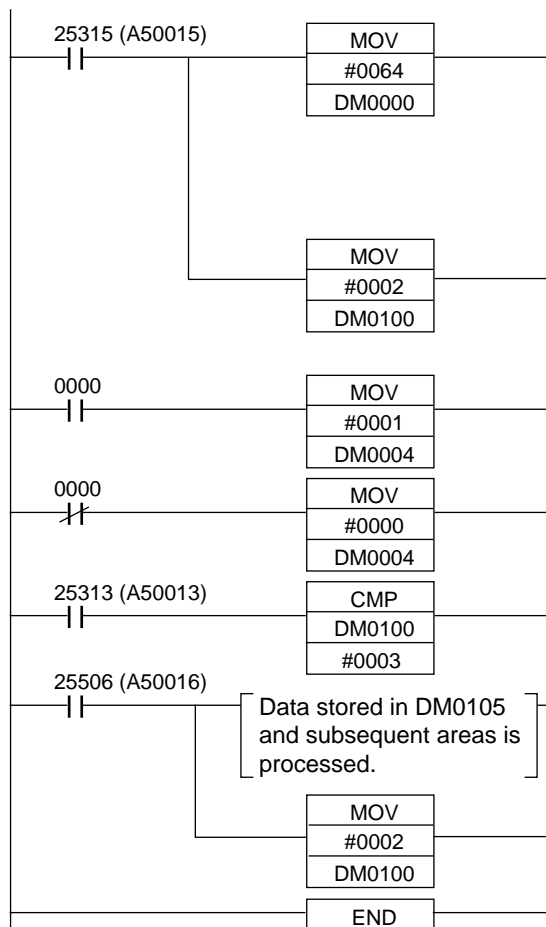 25315 (A50015)
MOV
#0064
DM0000
MOV
#0002
DM0100
0000
MOV
#0001
DM0004
0000
MOV
#0000
DM0004
25313 (A50013)
CMP
DM0100
#0003
25506 (A50016)
Data stored in DM0105
and subsequent areas is
processed.
MOV
#0002
DM0100
END